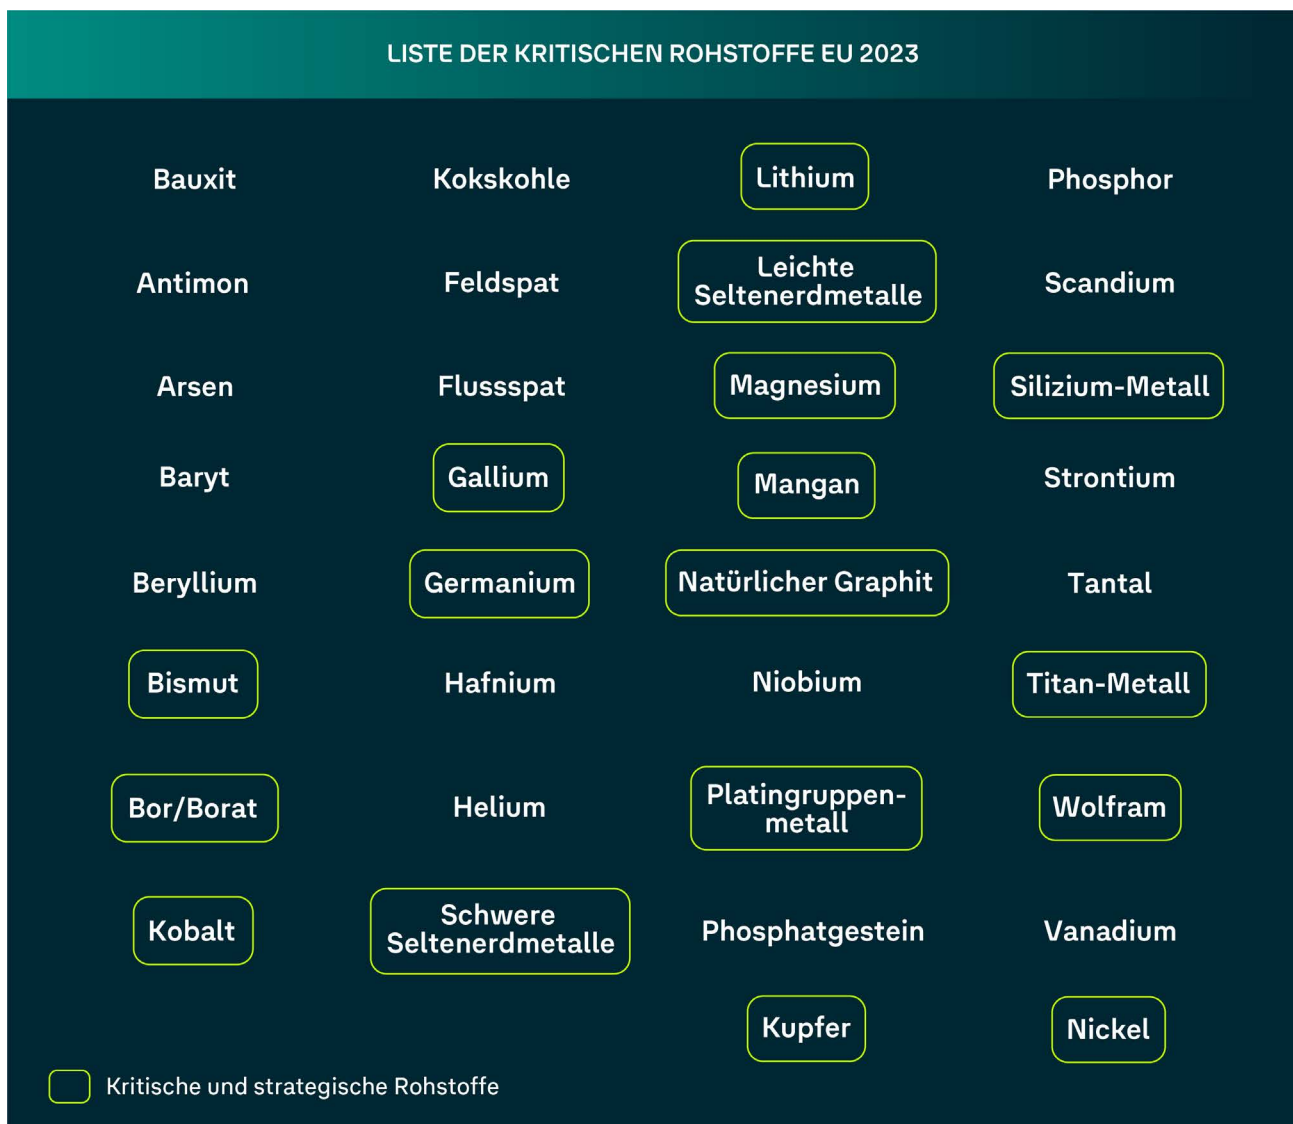 LISTE DER KRITISCHEN ROHSTOFFE EU 2023
Bauxit
Kokskohle
Lithium
Phosphor
Antimon
Feldspat
Leichte
Seltenerdmetalle
Scandium
Arsen
Flussspat
Magnesium
Silizium-Metall
Baryt
Gallium
Mangan
Strontium
Beryllium
Germanium
Natürlicher Graphit
Tantal
Bismut
Hafnium
Niobium
Titan-Metall
Bor/Borat
Helium
Platingruppen-
metall
Wolfram
Kobalt
Schwere
Seltenerdmetalle
Phosphatgestein
Vanadium
Kupfer
Nickel
Kritische und strategische Rohstoffe